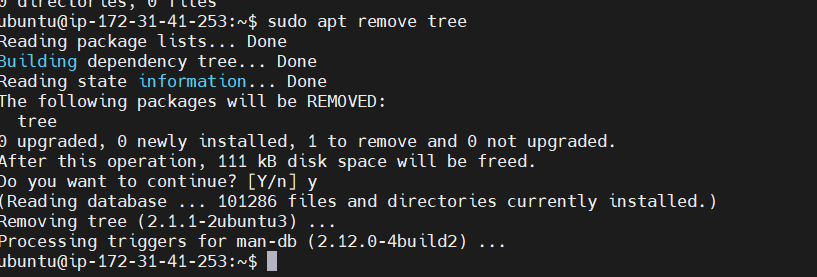 0 directories, 0 files
ubuntu@ip-172-31-41-253:~$ sudo apt remove tree
Reading package lists... Done
Building dependency tree... Done
Reading state information... Done
The following packages will be REMOVED:
  tree
0 upgraded, 0 newly installed, 1 to remove and 0 not upgraded.
After this operation, 111 kB disk space will be freed.
Do you want to continue? [Y/n] y
(Reading database ... 101286 files and directories currently installed.)
Removing tree (2.1.1-2ubuntu3) ...
Processing triggers for man-db (2.12.0-4build2) ...
ubuntu@ip-172-31-41-253:~$